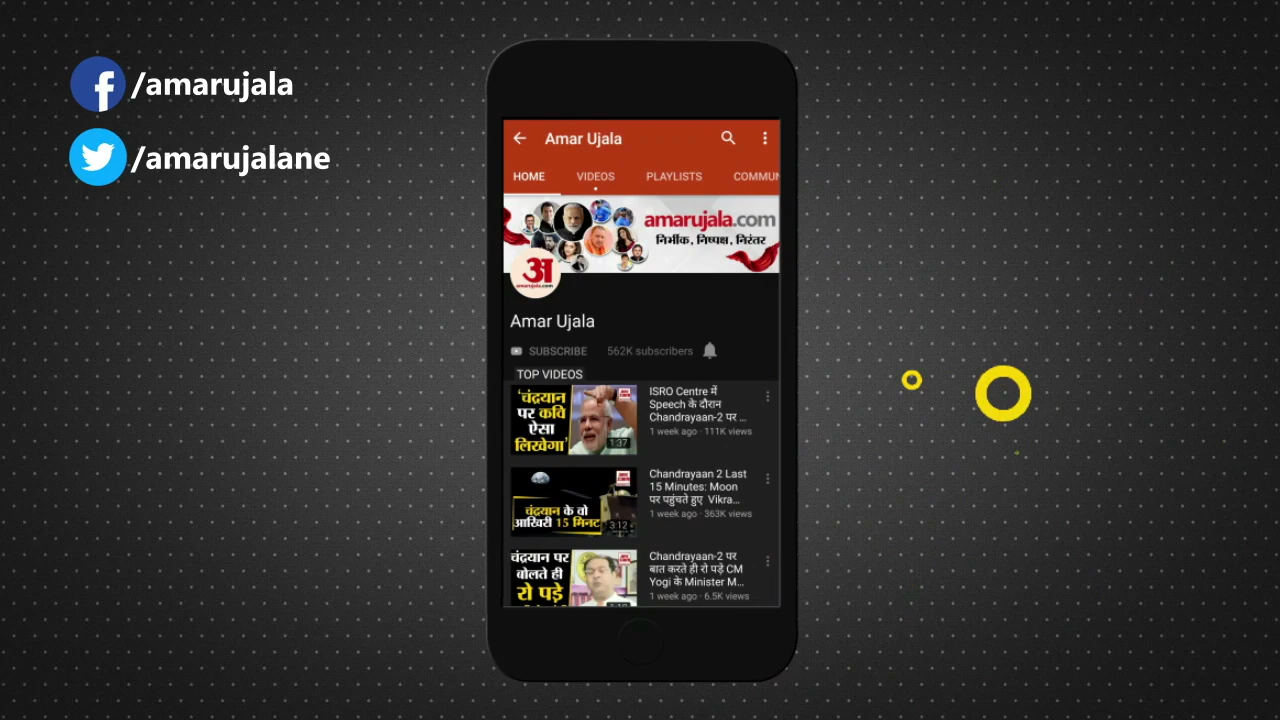 /amarujala
/amarujalane
Amar Ujala
HOME VIDEOS PLAYLISTS COMMUN
amarujala.com
निर्भीक, निष्पक्ष, निरंतर
अ
amarujala.com
Amar Ujala
SUBSCRIBE 562K subscribers
TOP VIDEOS
'चंद्रयान
पर कवि
ऐसा
लिखेगा'
1:37
ISRO Centre में
Speech के दौरान
Chandrayaan-2 पर ...
1 week ago · 111K views
चंद्रयान के वो
आखिरी 15 मिनट
3:12
Chandrayaan 2 Last
15 Minutes: Moon
पर पहुंचते हुए Vikra...
1 week ago · 363K views
चंद्रयान पर
बोलते ही
रो पड़े
Chandrayaan-2 पर
बात करते ही रो पड़े CM
Yogi के Minister M...
1 week ago · 6.5K views